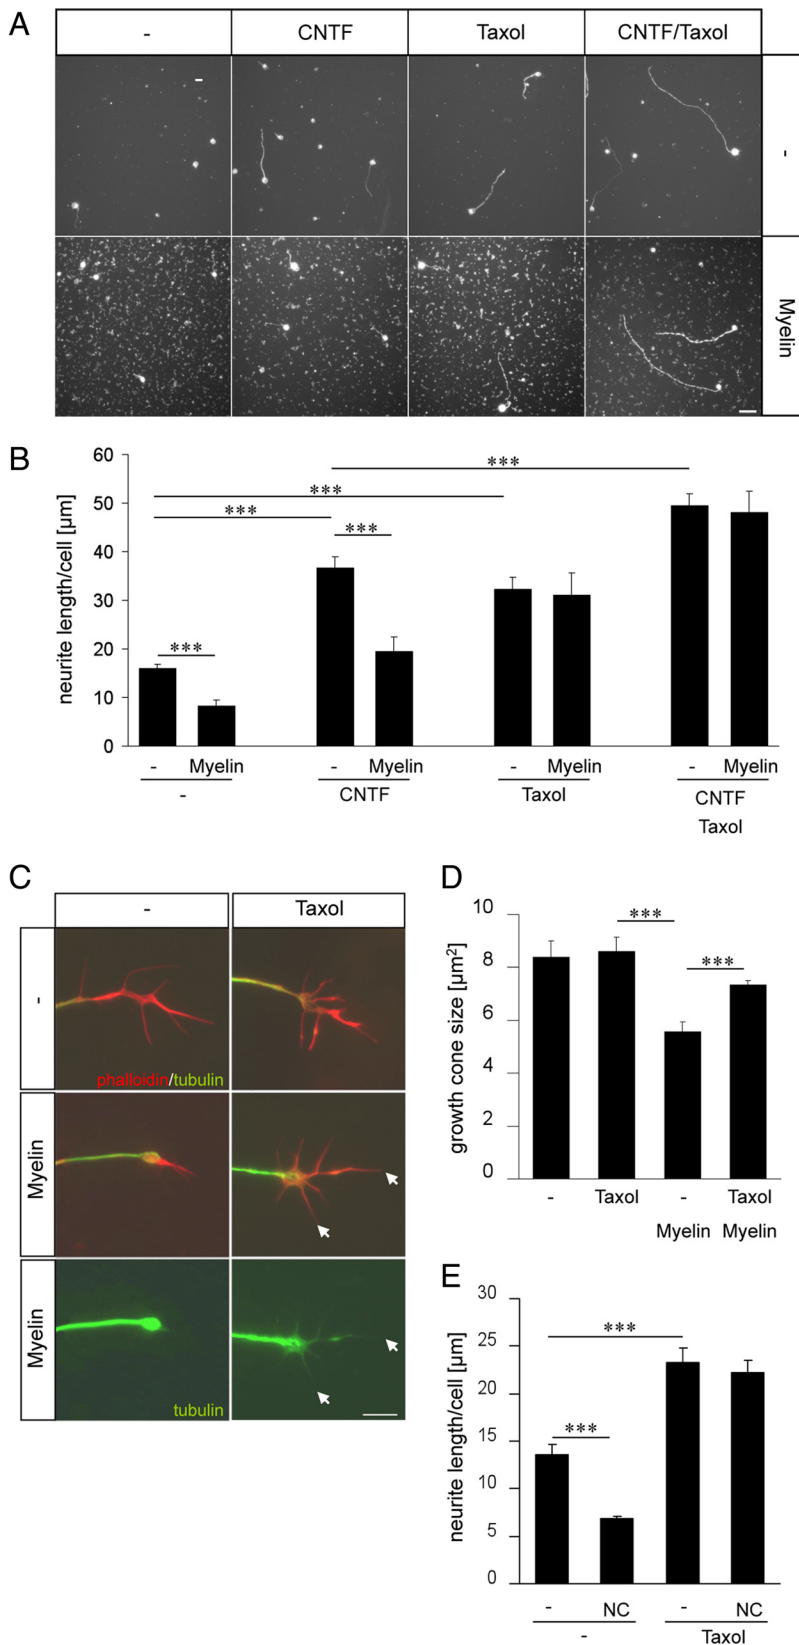 A
- CNTF Taxol CNTF/Taxol
-
Myelin
B
neurite length/cell [µm]
60
50
40
30
20
10
0
***
***
***
***
***
- Myelin - Myelin - Myelin - Myelin
- CNTF Taxol CNTF
Taxol
C
- Taxol
-
phalloidin/tubulin
Myelin
Myelin
tubulin
D
growth cone size [µm²]
10
8
6
4
2
0
***
***
- Taxol - Taxol
Myelin Myelin
E
neurite length/cell [µm]
30
25
20
15
10
5
0
***
***
- NC - NC
- Taxol